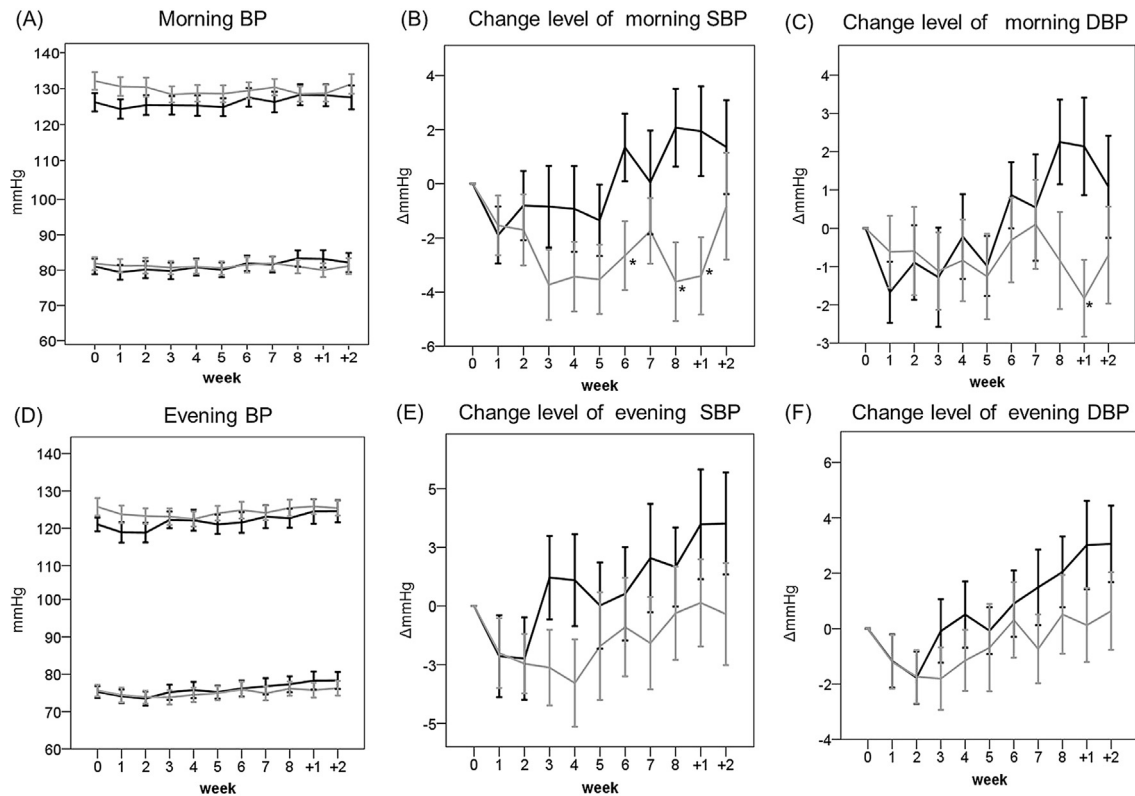 (A) Morning BP
140
130
120
110
100
90
80
70
60
mmHg
0 1 2 3 4 5 6 7 8 +1 +2
week
(B) Change level of morning SBP
4
2
0
-2
-4
-6
ΔmmHg
* * *
0 1 2 3 4 5 6 7 8 +1 +2
week
(C) Change level of morning DBP
4
3
2
1
0
-1
-2
-3
ΔmmHg
*
0 1 2 3 4 5 6 7 8 +1 +2
week
(D) Evening BP
140
130
120
110
100
90
80
70
60
mmHg
0 1 2 3 4 5 6 7 8 +1 +2
week
(E) Change level of evening SBP
5
3
0
-3
-5
ΔmmHg
0 1 2 3 4 5 6 7 8 +1 +2
week
(F) Change level of evening DBP
6
4
2
0
-2
-4
ΔmmHg
0 1 2 3 4 5 6 7 8 +1 +2
week